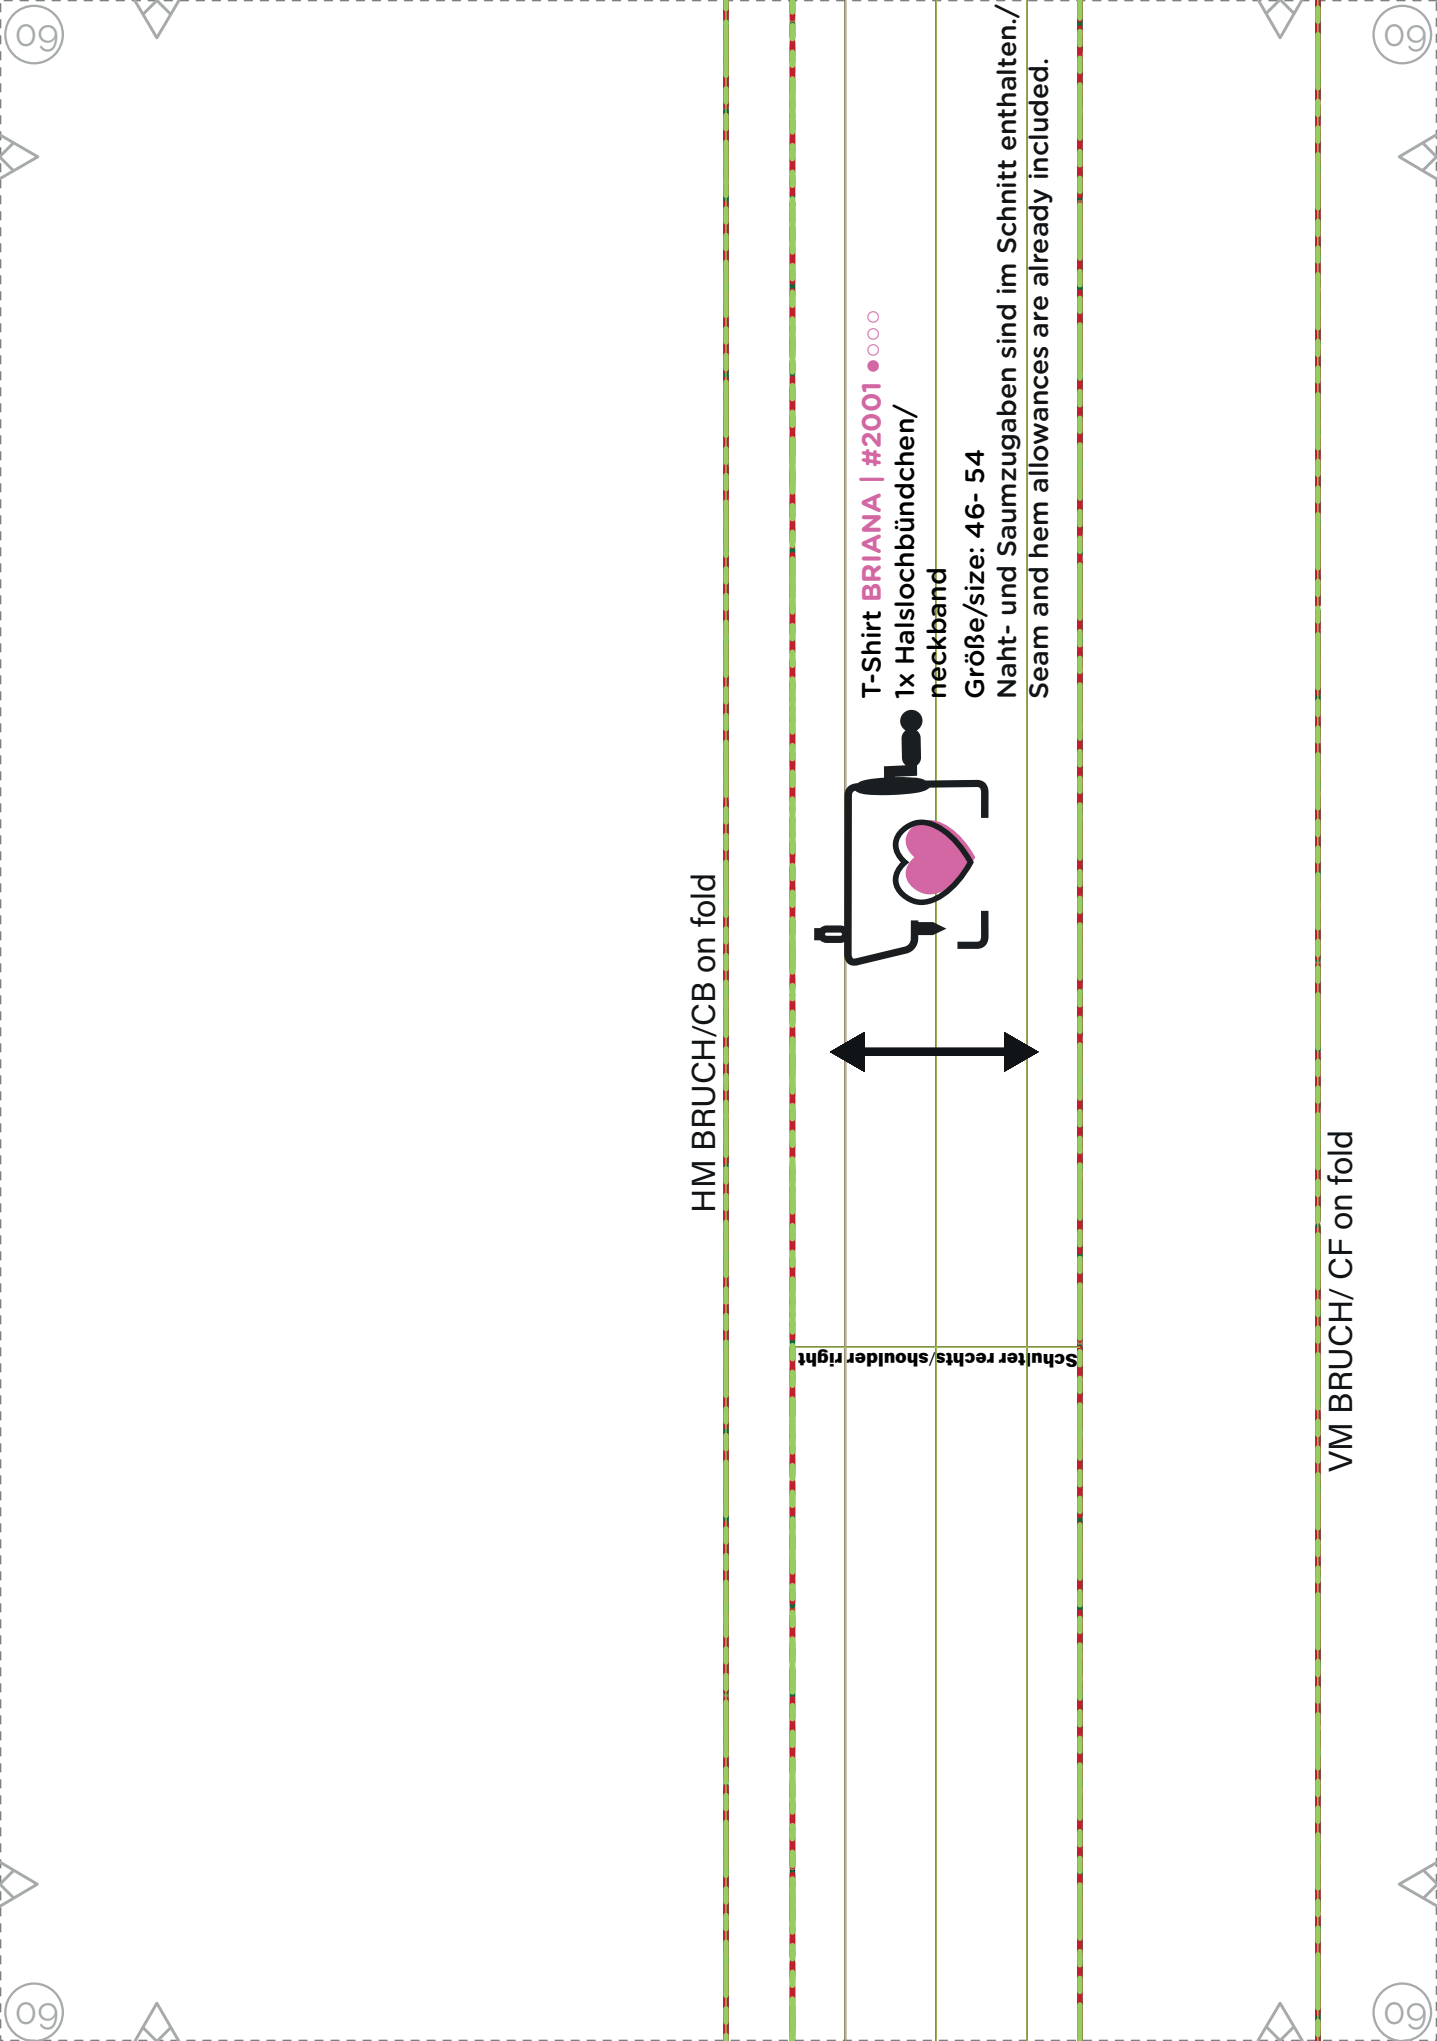 09
09
T-Shirt BRIANA | #2001
1x Halslochbündchen/
neckband
Größe/size: 46- 54
Naht- und Saumzugaben sind im Schnitt enthalten./
Seam and hem allowances are already included.
HM BRUCH/CB on fold
VM BRUCH/ CF on fold
Schulter rechts/shoulder right
09
09